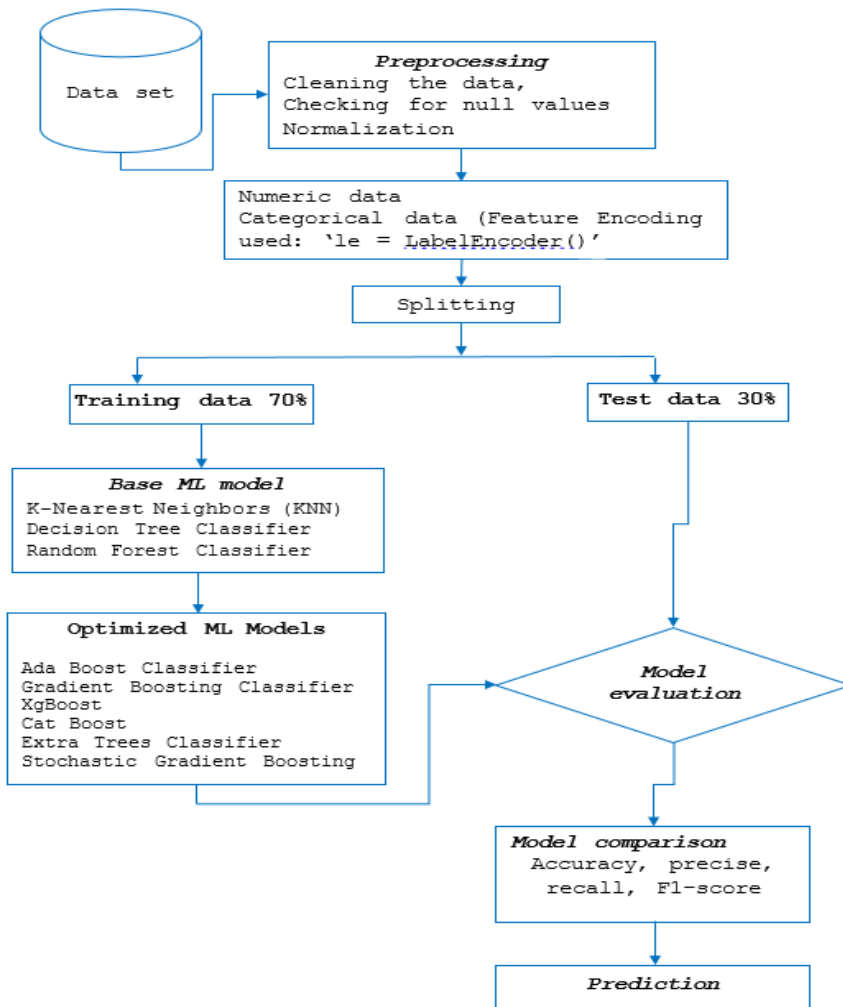 Data set
Preprocessing
Cleaning the data,
Checking for null values
Normalization
Numeric data
Categorical data (Feature Encoding
used: ‘le = LabelEncoder()’
Splitting
Training data 70%
Test data 30%
Base ML model
K-Nearest Neighbors (KNN)
Decision Tree Classifier
Random Forest Classifier
Optimized ML Models
Ada Boost Classifier
Gradient Boosting Classifier
XgBoost
Cat Boost
Extra Trees Classifier
Stochastic Gradient Boosting
Model
evaluation
Model comparison
Accuracy, precise,
recall, F1-score
Prediction